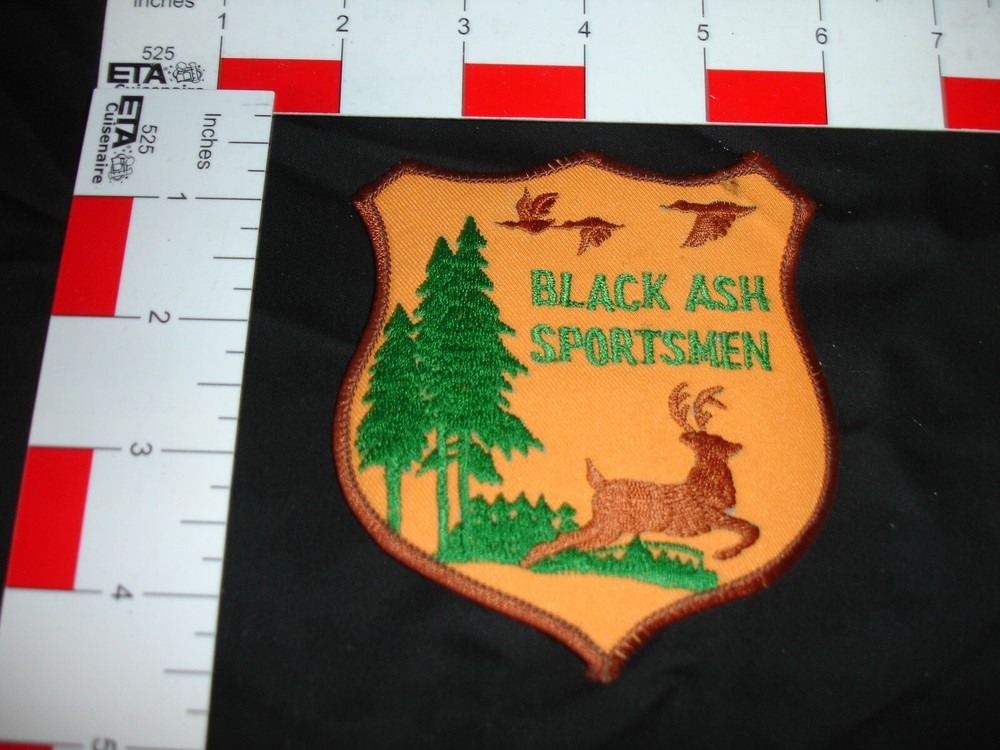 Inches
1 2 3 4 5 6 7
525
ETA
Cuisenaire
525
ETA
Cuisenaire
Inches
1
2
3
4
5
BLACK ASH
SPORTSMEN